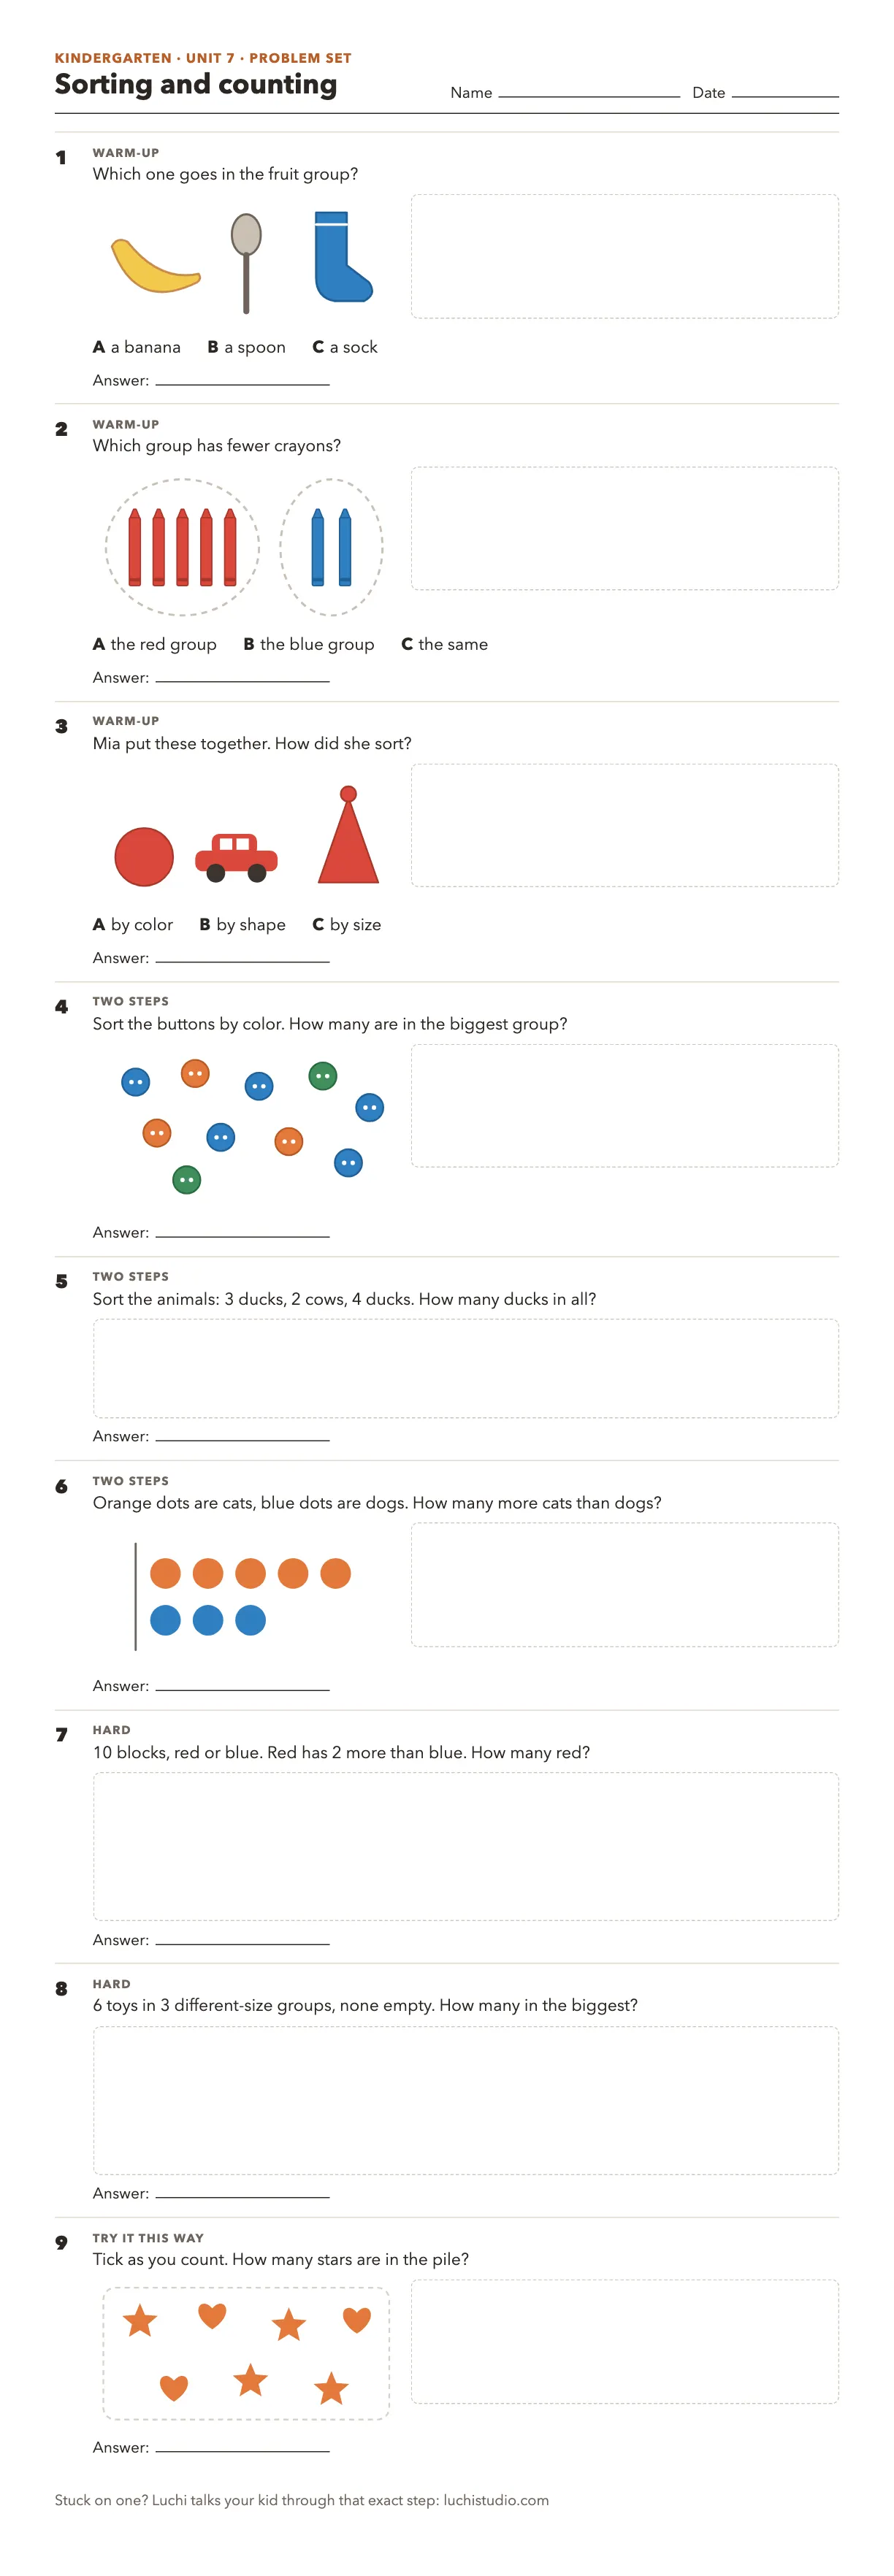 KINDERGARTEN · UNIT 7 · PROBLEM SET
Sorting and counting
Name
Date
1
WARM-UP
Which one goes in the fruit group?
A a banana B a spoon C a sock
Answer:
2
WARM-UP
Which group has fewer crayons?
A the red group B the blue group C the same
Answer:
3
WARM-UP
Mia put these together. How did she sort?
A by color B by shape C by size
Answer:
4
TWO STEPS
Sort the buttons by color. How many are in the biggest group?
Answer:
5
TWO STEPS
Sort the animals: 3 ducks, 2 cows, 4 ducks. How many ducks in all?
Answer:
6
TWO STEPS
Orange dots are cats, blue dots are dogs. How many more cats than dogs?
Answer:
7
HARD
10 blocks, red or blue. Red has 2 more than blue. How many red?
Answer:
8
HARD
6 toys in 3 different-size groups, none empty. How many in the biggest?
Answer:
9
TRY IT THIS WAY
Tick as you count. How many stars are in the pile?
Answer:
Stuck on one? Luchi talks your kid through that exact step: luchistudio.com